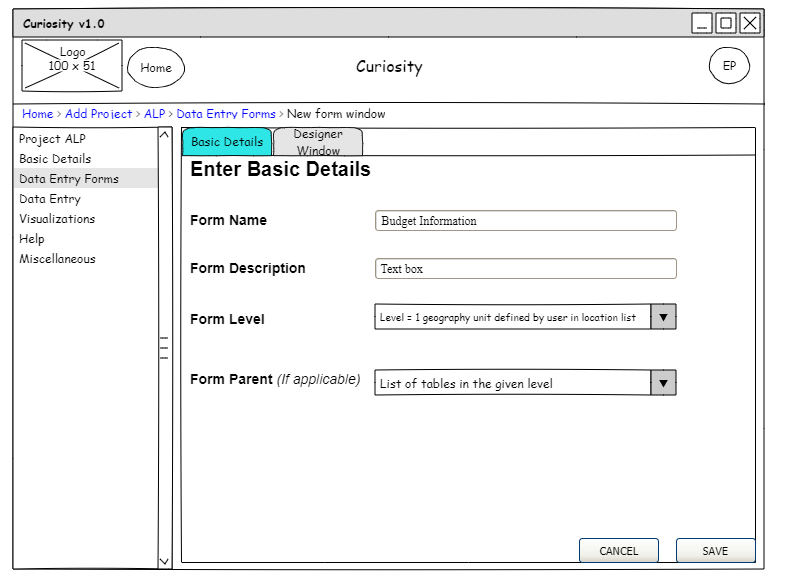 Curiosity v1.0
Logo
100 x 51
Home
Curiosity
EP
Home > Add Project > ALP > Data Entry Forms > New form window
Project ALP
Basic Details
Data Entry Forms
Data Entry
Visualizations
Help
Miscellaneous
Basic Details
Designer
Window
Enter Basic Details
Form Name
Budget Information
Form Description
Text box
Form Level
Level = 1 geography unit defined by user in location list
Form Parent (If applicable)
List of tables in the given level
CANCEL
SAVE